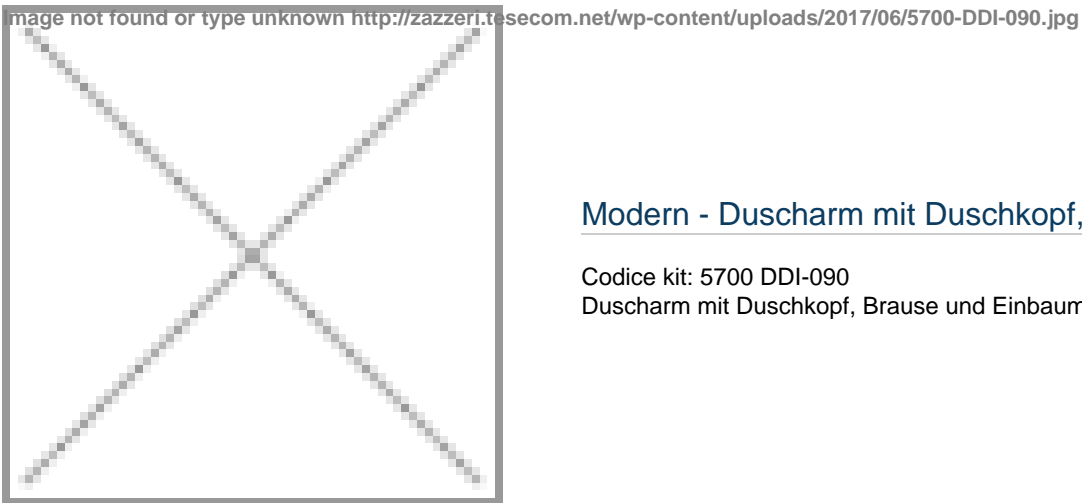 Image not found or type unknown http://zazzeri.tesecom.net/wp-content/uploads/2017/06/5700-DDI-090.jpg
Modern - Duscharm mit Duschkopf,
Codice kit: 5700 DDI-090
Duscharm mit Duschkopf, Brause und Einbaum